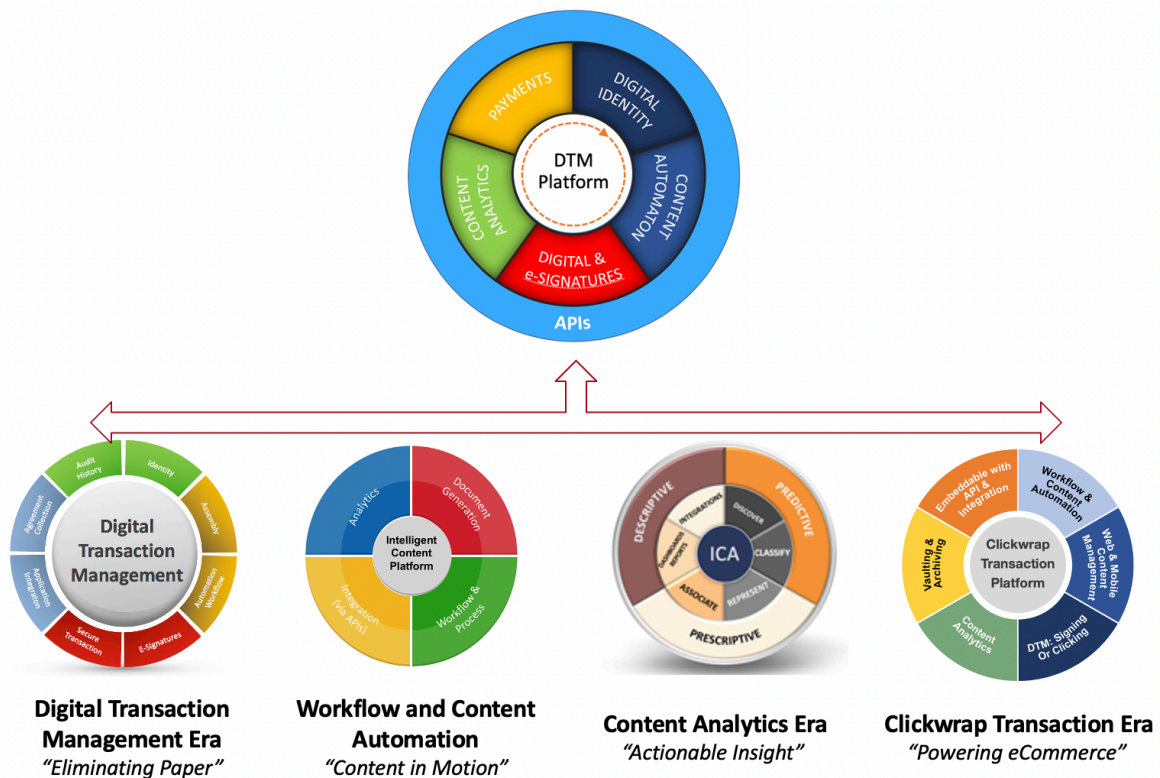 PAYMENTS
DIGITAL
IDENTITY
CONTENT
AUTOMATON
DIGITAL &
e-SIGNATURES
CONTENT
ANALYTICS
DTM
Platform
APIs
Audit
History
Identity
Assembly
Automation
Workflow
E-Signatures
Secure
Transaction
Application
Integraton
Agreement
Collection
Digital
Transaction
Management
Digital Transaction
Management Era
“Eliminating Paper”
Analytics
Document
Generation
Workflow &
Process
Integration
(via APIs)
Intelligent
Content
Platform
Workflow and Content
Automation
“Content in Motion”
DESCRIPTIVE
PREDICTIVE
PRESCRIPTIVE
INTEGRATIONS
DISCOVER
CLASSIFY
REPRESENT
ASSOCIATE
DASHBOARDS
REPORTS
ICA
Content Analytics Era
“Actionable Insight”
Embeddable with
API &
Integration
Workflow &
Content
Automation
Web & Mobile
Content
Management
DTM: Signing
Or Clicking
Content
Analytics
Vaulting &
Archiving
Clickwrap
Transaction
Platform
Clickwrap Transaction Era
“Powering eCommerce”